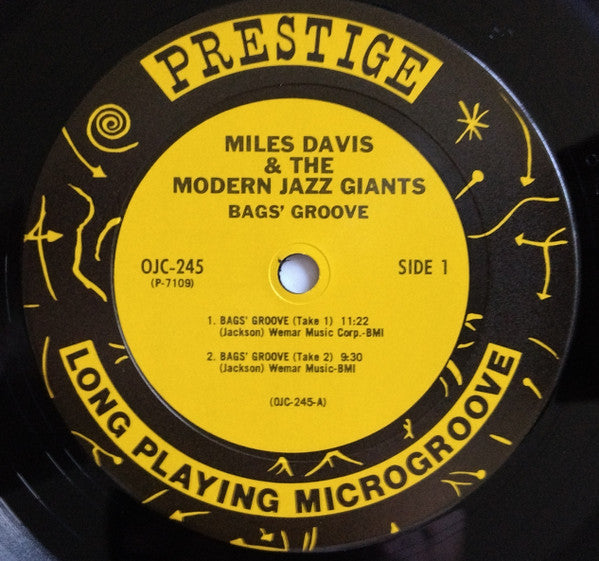 PRESTIGE
MILES DAVIS
& THE
MODERN JAZZ GIANTS
BAGS' GROOVE
OJC-245
(P-7109)
SIDE 1
1. BAGS' GROOVE (Take 1) 11:22
(Jackson) Wemar Music Corp.-BMI
2. BAGS' GROOVE (Take 2) 9:30
(Jackson) Wemar Music-BMI
(OJC-245-A)
LONG PLAYING MICROGROOVE